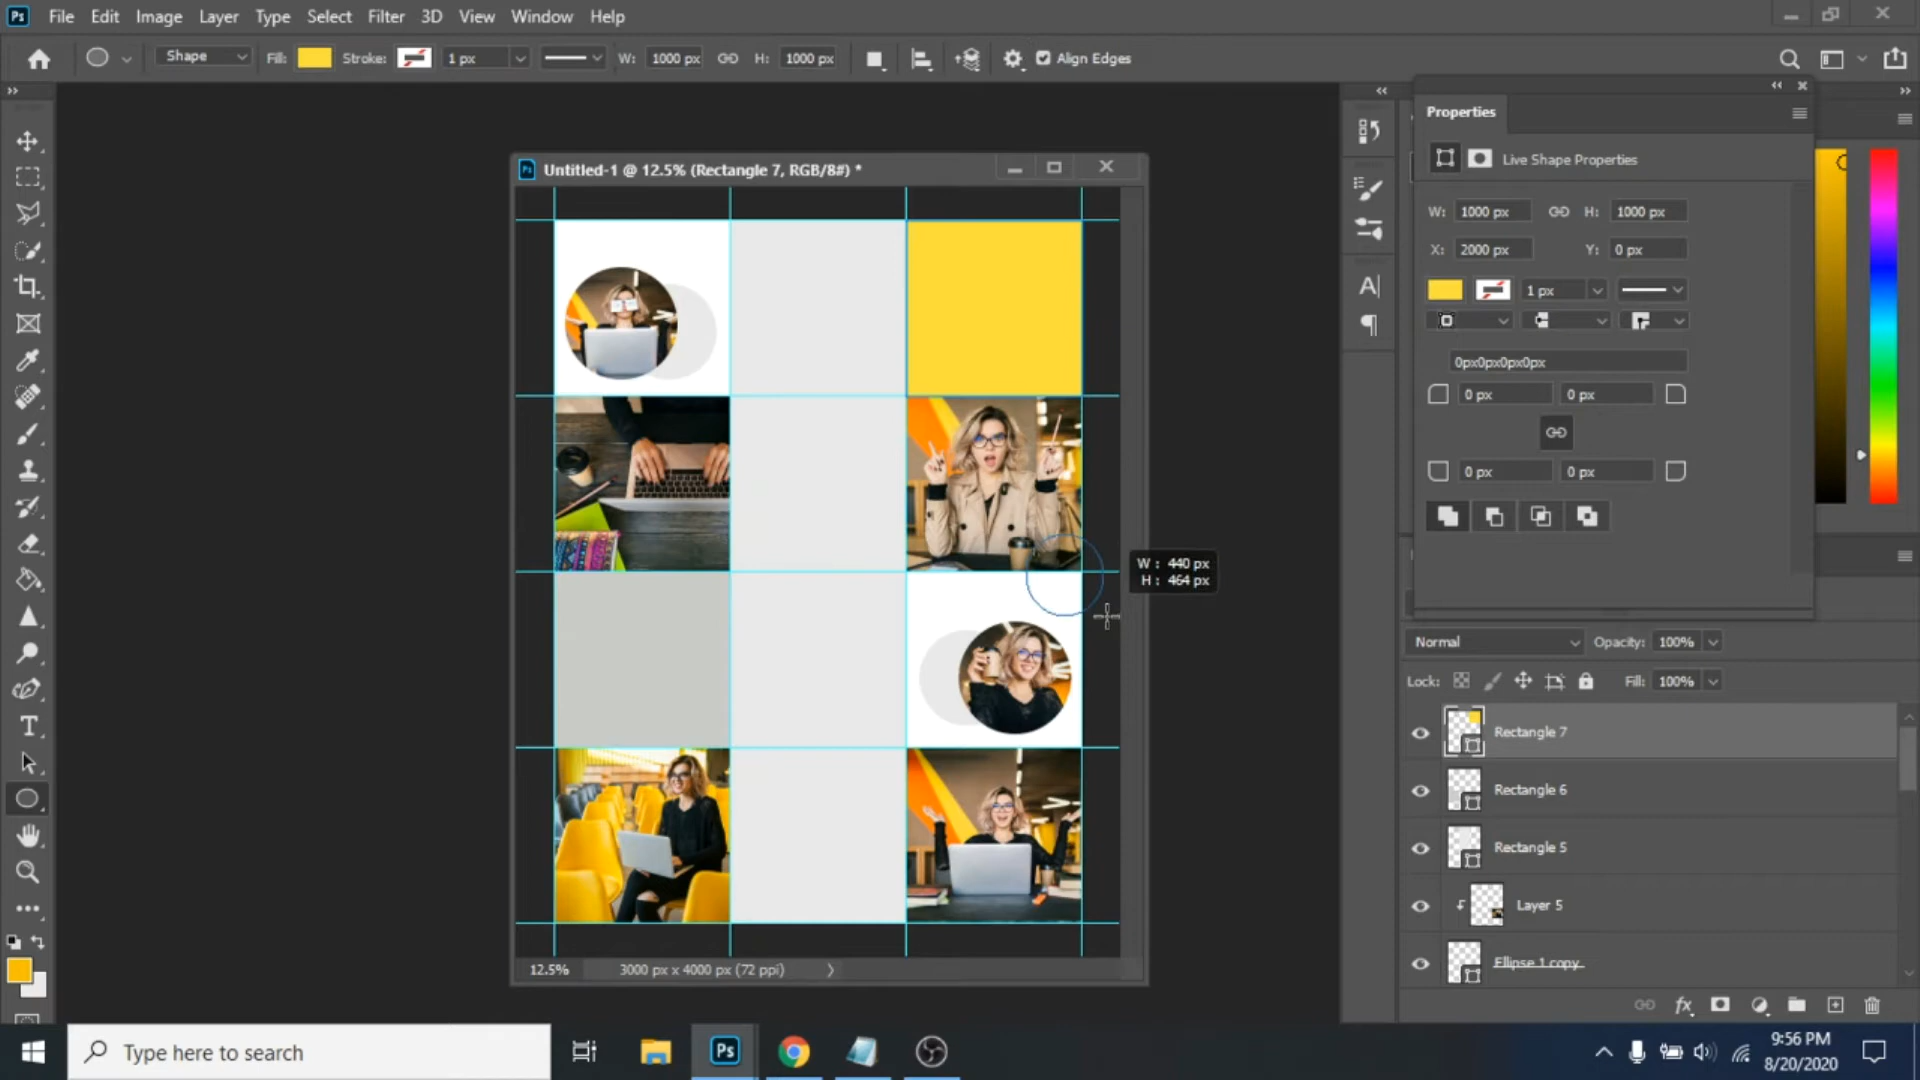 Ps File Edit Image Layer Type Select Filter 3D View Window Help
Shape Fill: Stroke: 1 px W: 1000 px H: 1000 px Align Edges
Properties
Untitled-1 @ 12.5% (Rectangle 7, RGB/8#) *
Live Shape Properties
W: 1000 px H: 1000 px
X: 2000 px Y: 0 px
1 px
0px0px0px0px
0 px 0 px
0 px 0 px
W : 440 px
H : 464 px
Normal Opacity: 100%
Lock: Fill: 100%
Rectangle 7
Rectangle 6
Rectangle 5
Layer 5
Ellipse 1 copy
12.5% 3000 px x 4000 px (72 ppi)
fx
Type here to search
Ps
9:56 PM
8/20/2020